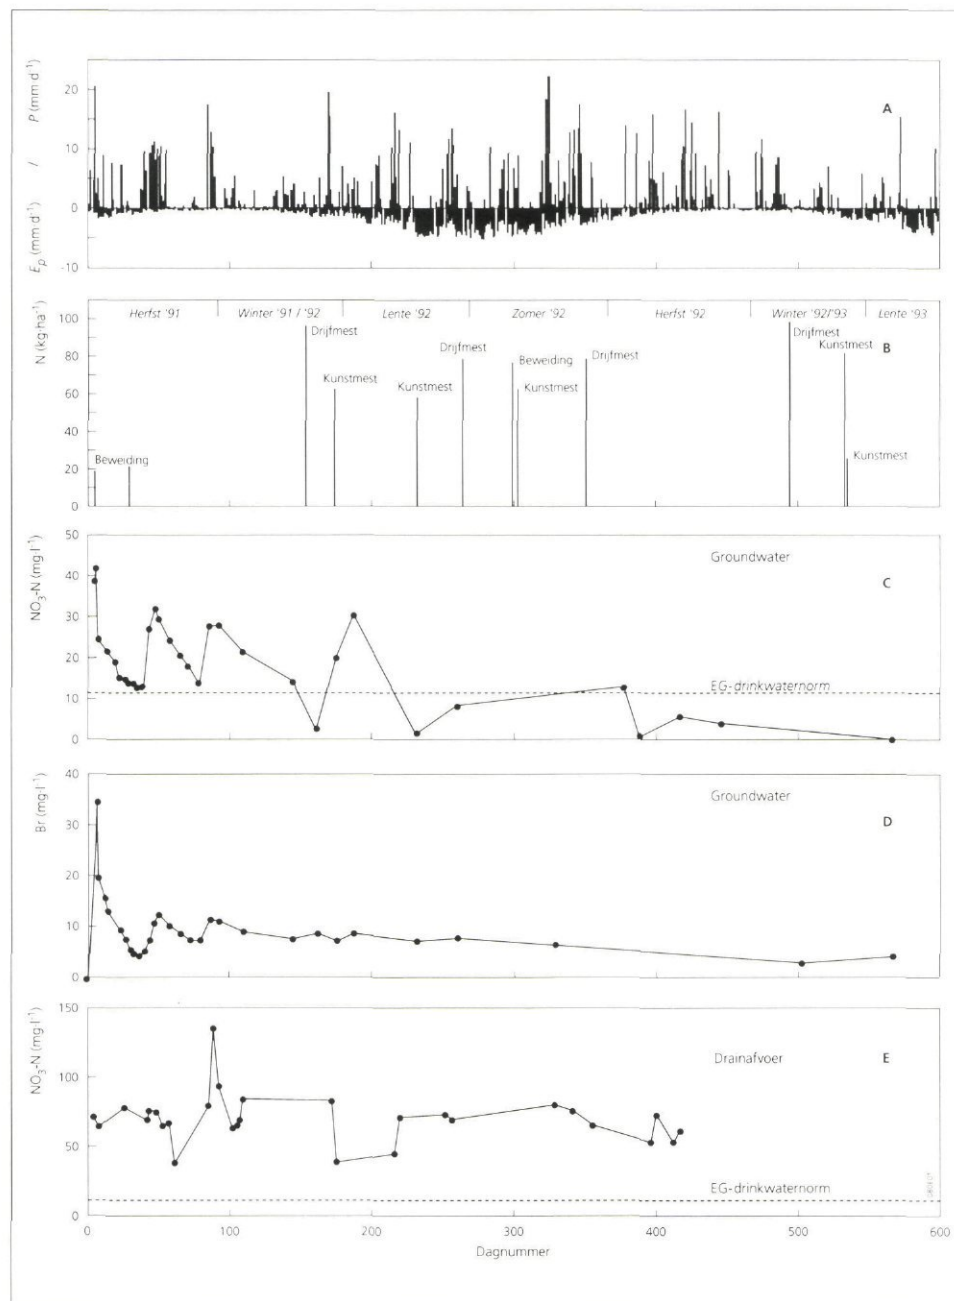 Eₚ (mm·d⁻¹) / P (mm·d⁻¹)
20
10
0
-10
A
N (kg·ha⁻¹)
100
80
60
40
20
0
Herfst '91
Winter '91 / '92
Lente '92
Zomer '92
Herfst '92
Winter '92/'93
Lente '93
B
Drijfmest
Drijfmest
Drijfmest
Drijfmest
Kunstmest
Kunstmest
Beweiding
Kunstmest
Kunstmest
Kunstmest
Beweiding
NO₃-N (mg·l⁻¹)
50
40
30
20
10
0
Groundwater
C
EG-drinkwaternorm
Br (mg·l⁻¹)
40
30
20
10
0
Groundwater
D
NO₃-N (mg·l⁻¹)
150
100
50
0
Drainafvoer
E
EG-drinkwaternorm
0 100 200 300 400 500 600
Dagnummer